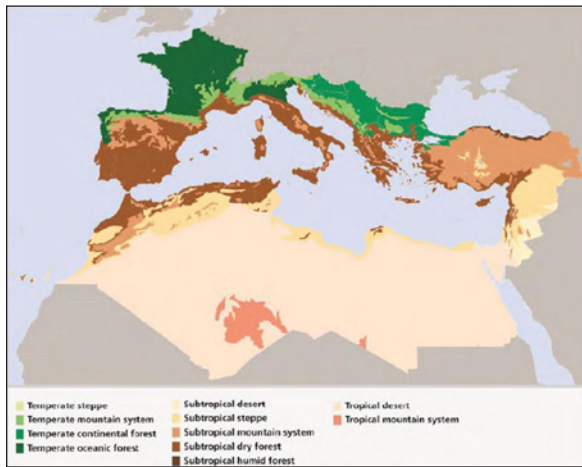 Temperate steppe
Temperate mountain system
Temperate continental forest
Temperate oceanic forest
Subtropical desert
Subtropical steppe
Subtropical mountain system
Subtropical dry forest
Subtropical humid forest
Tropical desert
Tropical mountain system